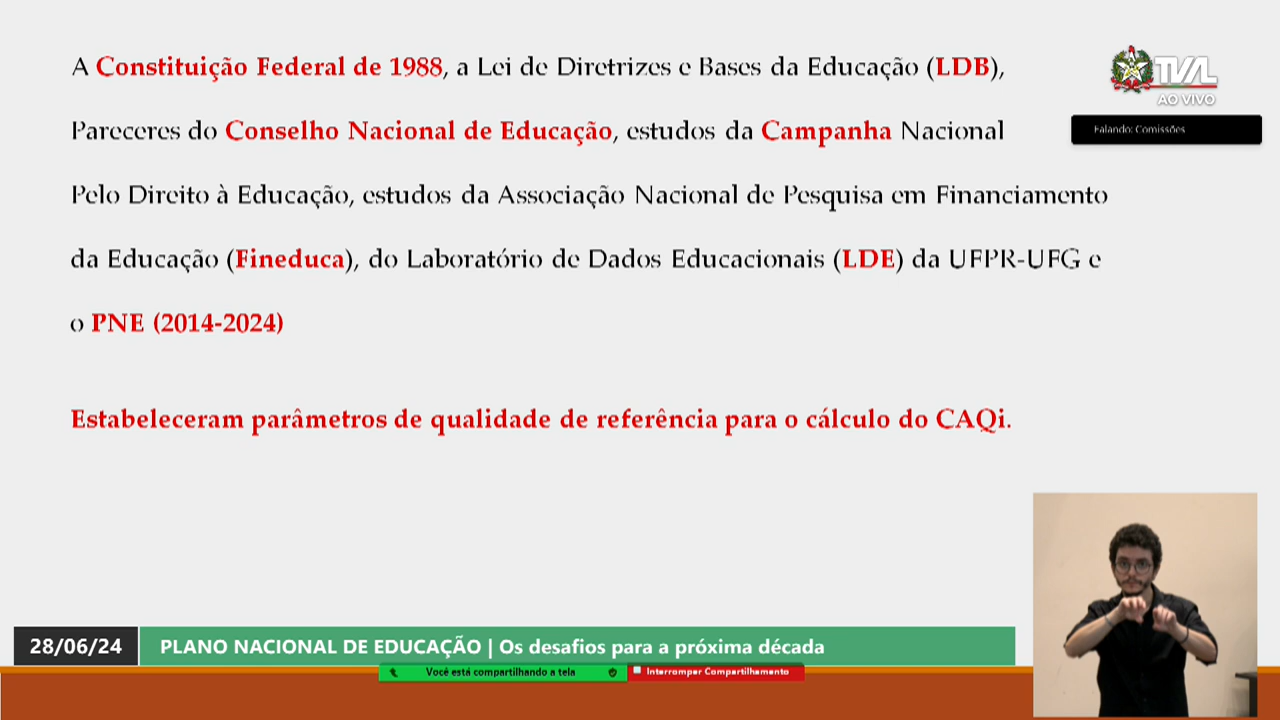 A Constituição Federal de 1988, a Lei de Diretrizes e Bases da Educação (LDB),
Pareceres do Conselho Nacional de Educação, estudos da Campanha Nacional
Pelo Direito à Educação, estudos da Associação Nacional de Pesquisa em Financiamento
da Educação (Fineduca), do Laboratório de Dados Educacionais (LDE) da UFPR-UFG e
o PNE (2014-2024)
Estabeleceram parâmetros de qualidade de referência para o cálculo do CAQi.
TVAL
AO VIVO
Falando: Comissões
28/06/24
PLANO NACIONAL DE EDUCAÇÃO | Os desafios para a próxima década
Você está compartilhando a tela
Interromper Compartilhamento